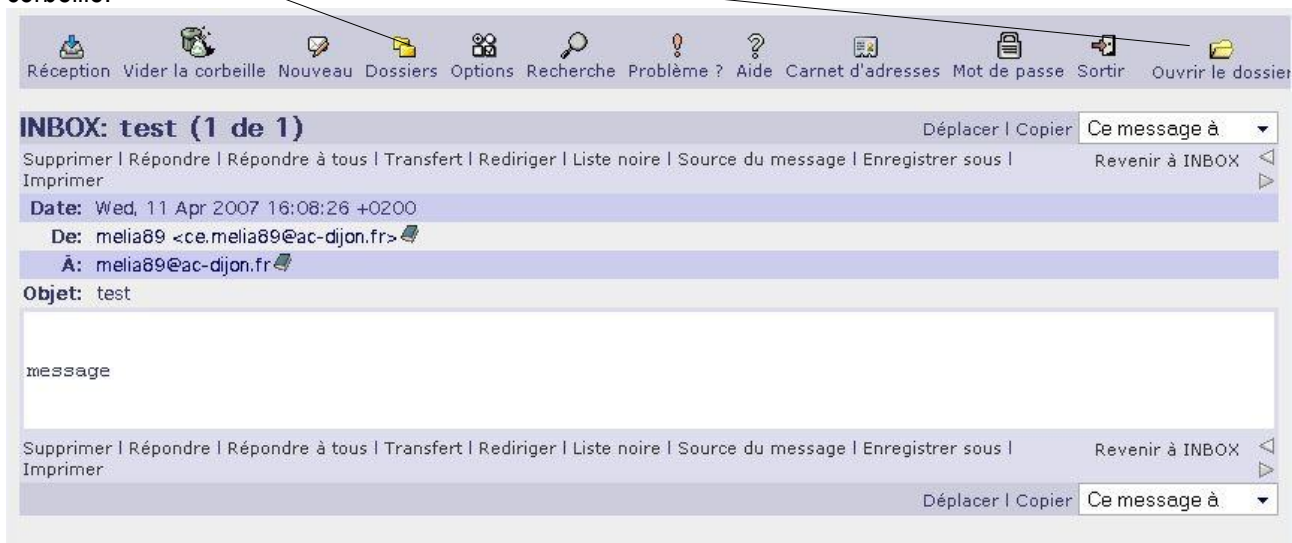 corbeille.
Réception Vider la corbeille Nouveau Dossiers Options Recherche Problème ? Aide Carnet d'adresses Mot de passe Sortir Ouvrir le dossier
INBOX: test (1 de 1) Déplacer | Copier Ce message à
Supprimer | Répondre | Répondre à tous | Transfert | Rediriger | Liste noire | Source du message | Enregistrer sous | Revenir à INBOX
Imprimer
Date: Wed, 11 Apr 2007 16:08:26 +0200
De: melia89 <ce.melia89@ac-dijon.fr>
À: melia89@ac-dijon.fr
Objet: test
message
Supprimer | Répondre | Répondre à tous | Transfert | Rediriger | Liste noire | Source du message | Enregistrer sous | Revenir à INBOX
Imprimer
Déplacer | Copier Ce message à